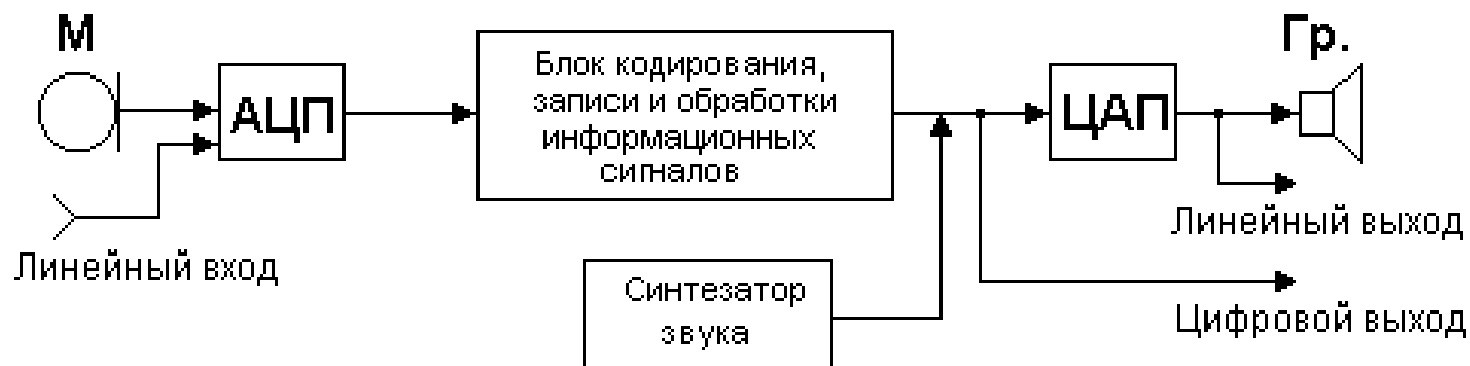 М
Гр.
АЦП
Блок кодирования,
записи и обработки
информационных
сигналов
ЦАП
Линейный вход
Линейный выход
Синтезатор
звука
Цифровой выход